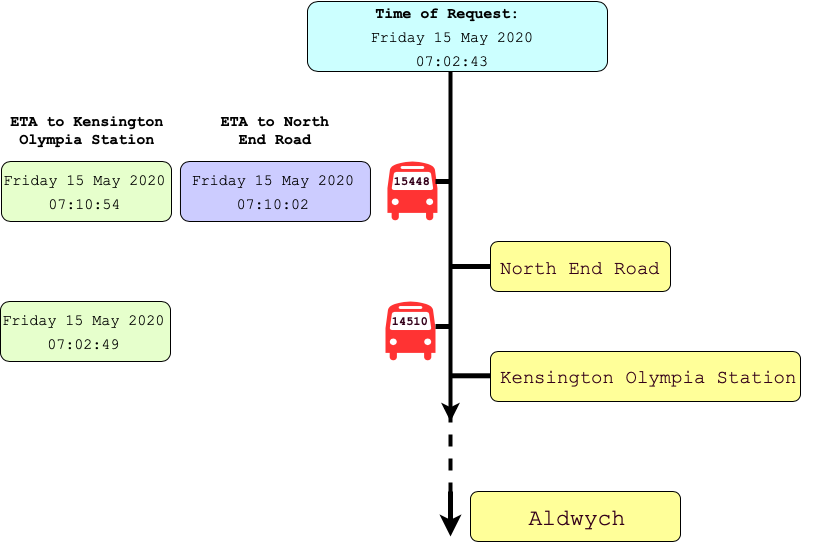 Time of Request:
Friday 15 May 2020
07:02:43
ETA to Kensington
Olympia Station
ETA to North
End Road
Friday 15 May 2020
07:10:54
Friday 15 May 2020
07:10:02
15448
North End Road
Friday 15 May 2020
07:02:49
14510
Kensington Olympia Station
Aldwych